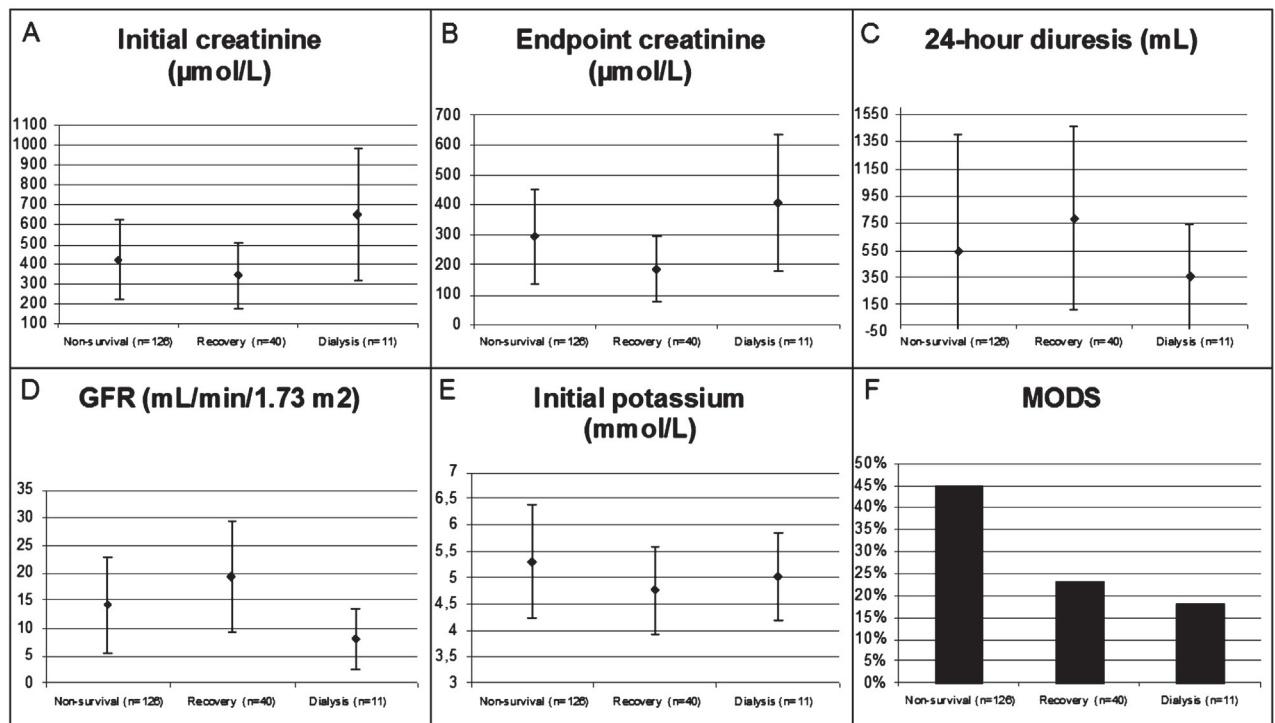 A
Initial creatinine
(µmol/L)
1100
1000
900
800
700
600
500
400
300
200
100
Non-survival (n=126)
Recovery (n=40)
Dialysis (n=11)
B
Endpoint creatinine
(µmol/L)
700
600
500
400
300
200
100
0
Non-survival (n=126)
Recovery (n=40)
Dialysis (n=11)
C
24-hour diuresis (mL)
1550
1350
1150
950
750
550
350
150
-50
Non-survival (n=126)
Recovery (n=40)
Dialysis (n=11)
D
GFR (mL/min/1.73 m2)
35
30
25
20
15
10
5
0
Non-survival (n=126)
Recovery (n=40)
Dialysis (n=11)
E
Initial potassium
(mmol/L)
7
6,5
6
5,5
5
4,5
4
3,5
3
Non-survival (n=126)
Recovery (n=40)
Dialysis (n=11)
F
MODS
50%
45%
40%
35%
30%
25%
20%
15%
10%
5%
0%
Non-survival (n=126)
Recovery (n=40)
Dialysis (n=11)